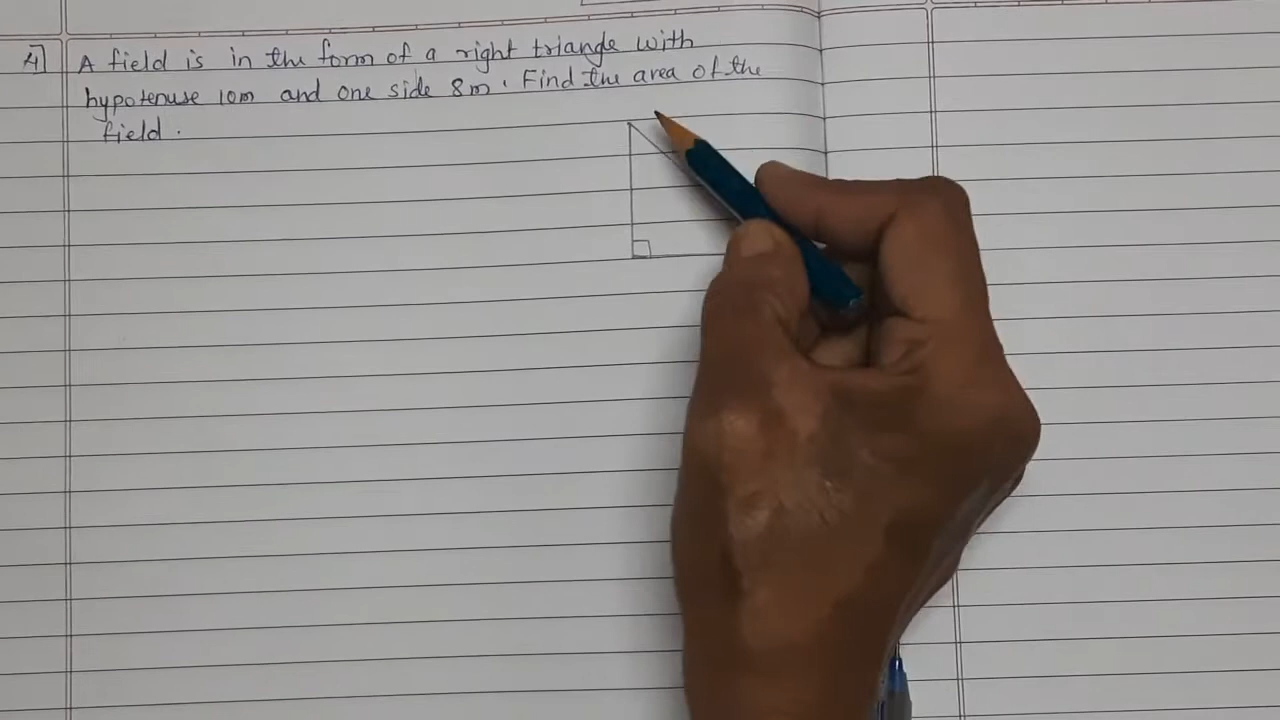 4] A field is in the form of a right triangle with
hypotenuse 10m and one side 8m. Find the area of the
field.